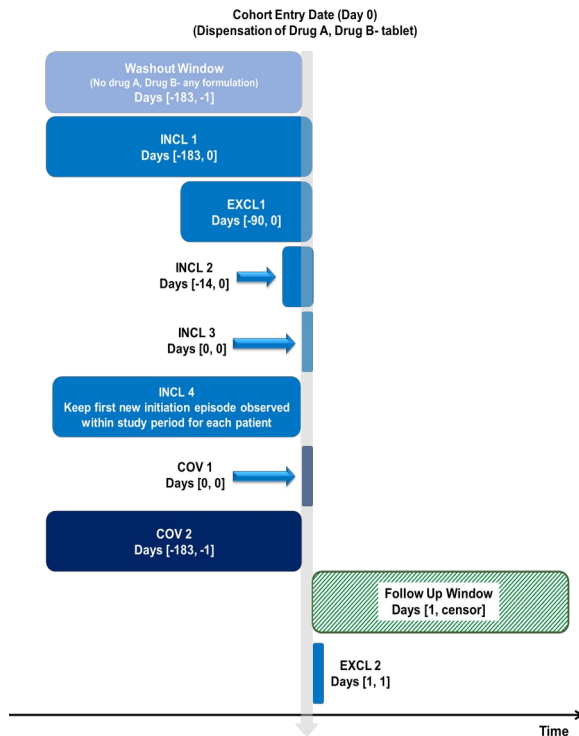 Cohort Entry Date (Day 0)
(Dispensation of Drug A, Drug B- tablet)
Washout Window
(No drug A, Drug B- any formulation)
Days [-183, -1]
INCL 1
Days [-183, 0]
EXCL1
Days [-90, 0]
INCL 2
Days [-14, 0]
INCL 3
Days [0, 0]
INCL 4
Keep first new initiation episode observed
within study period for each patient
COV 1
Days [0, 0]
COV 2
Days [-183, -1]
Follow Up Window
Days [1, censor]
EXCL 2
Days [1, 1]
Time